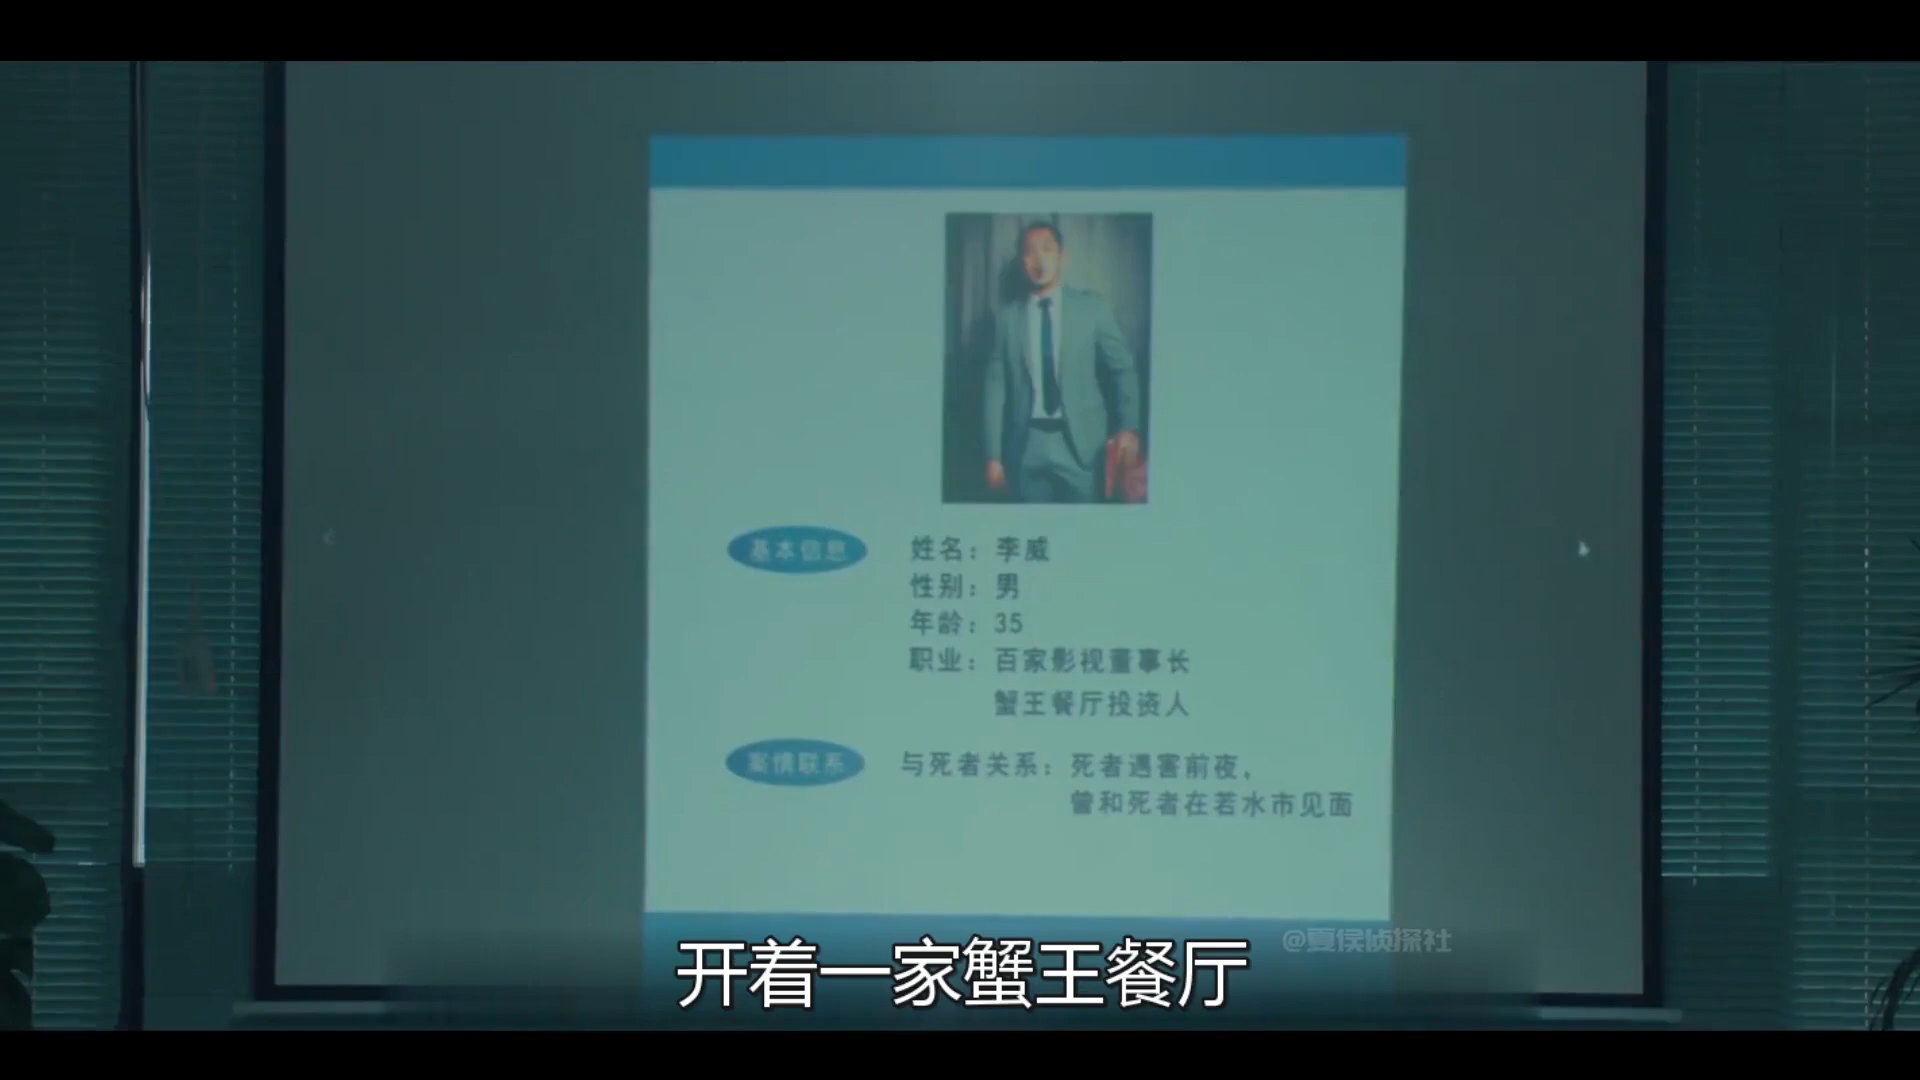 基本信息
姓名：李威
性别：男
年龄：35
职业：百家影视董事长
蟹王餐厅投资人
案情联系
与死者关系：死者遇害前夜，
曾和死者在若水市见面
@夏侯侦探社
开着一家蟹王餐厅